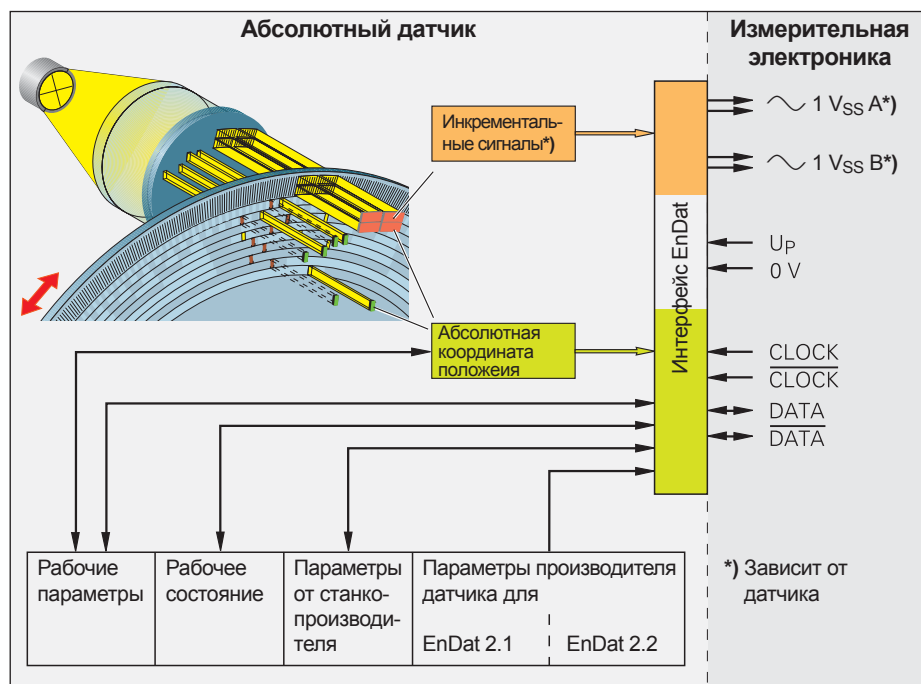 Абсолютный датчик
Измерительная
электроника
Инкременталь-
ные сигналы*)
1 VSS A*)
1 VSS B*)
UP
0 V
Интерфейс EnDat
Абсолютная
координата
положеия
CLOCK
CLOCK
DATA
DATA
Рабочие
параметры
Рабочее
состояние
Параметры
от станко-
производи-
теля
Параметры производителя
датчика для
EnDat 2.1
EnDat 2.2
*) Зависит от
датчика